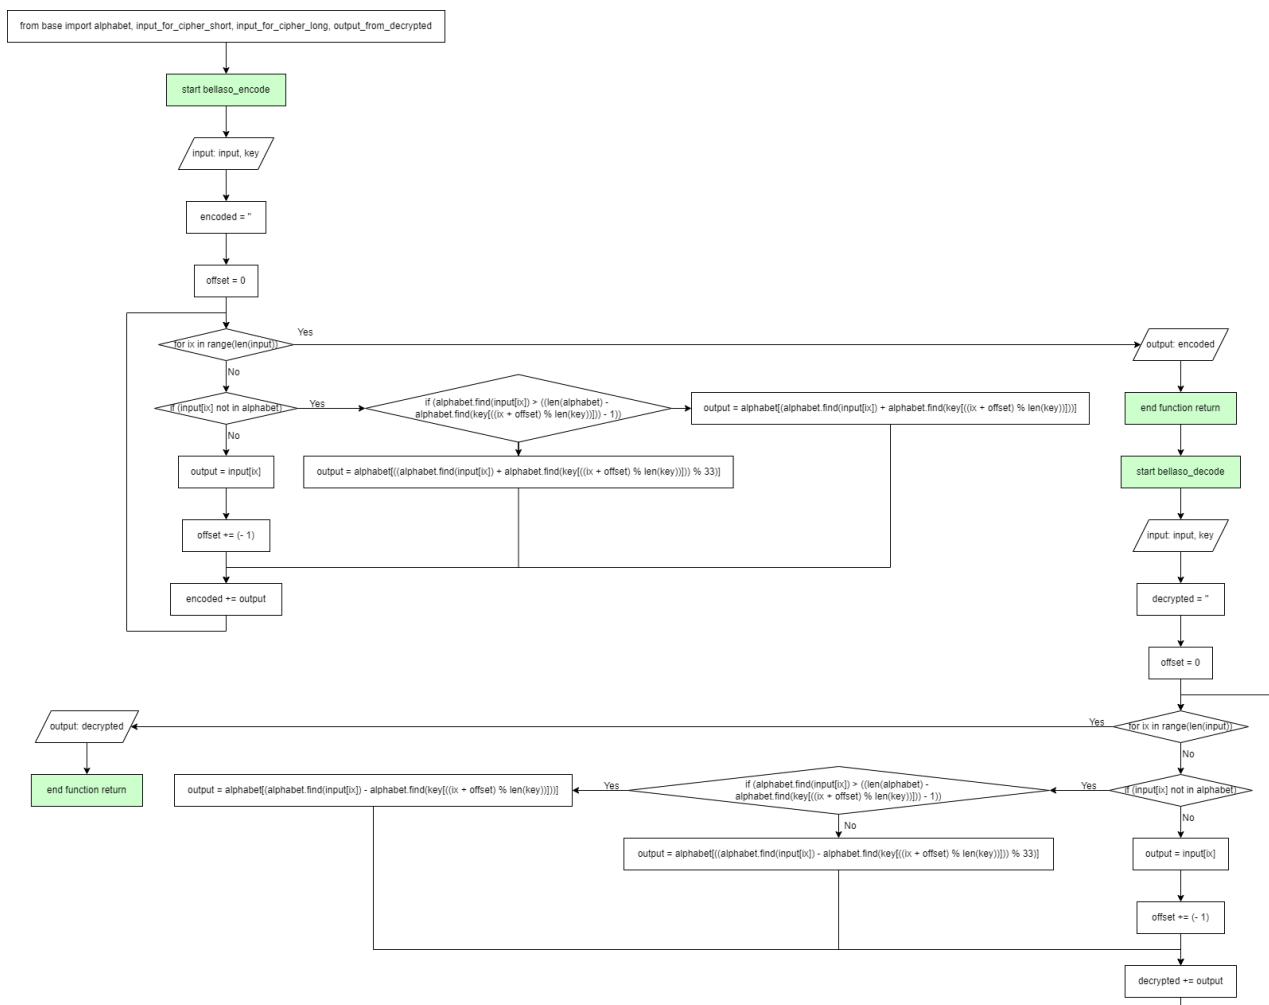 from base import alphabet, input_for_cipher_short, input_for_cipher_long, output_from_decrypted
start bellaso_encode
input: input, key
encoded = "
offset = 0
for ix in range(len(input))
Yes
No
if (input[ix] not in alphabet)
Yes
No
if (alphabet.find(input[ix]) > ((len(alphabet) -
alphabet.find(key[((ix + offset) % len(key))])) - 1))
output = alphabet[(alphabet.find(input[ix]) + alphabet.find(key[((ix + offset) % len(key))]))]
output = input[ix]
output = alphabet[((alphabet.find(input[ix]) + alphabet.find(key[((ix + offset) % len(key))])) % 33)]
offset += (- 1)
encoded += output
output: encoded
end function return
start bellaso_decode
input: input, key
decrypted = "
offset = 0
for ix in range(len(input))
Yes
No
output: decrypted
end function return
if (input[ix] not in alphabet)
Yes
No
if (alphabet.find(input[ix]) > ((len(alphabet) -
alphabet.find(key[((ix + offset) % len(key))])) - 1))
Yes
No
output = alphabet[(alphabet.find(input[ix]) - alphabet.find(key[((ix + offset) % len(key))]))]
output = alphabet[((alphabet.find(input[ix]) - alphabet.find(key[((ix + offset) % len(key))])) % 33)]
output = input[ix]
offset += (- 1)
decrypted += output